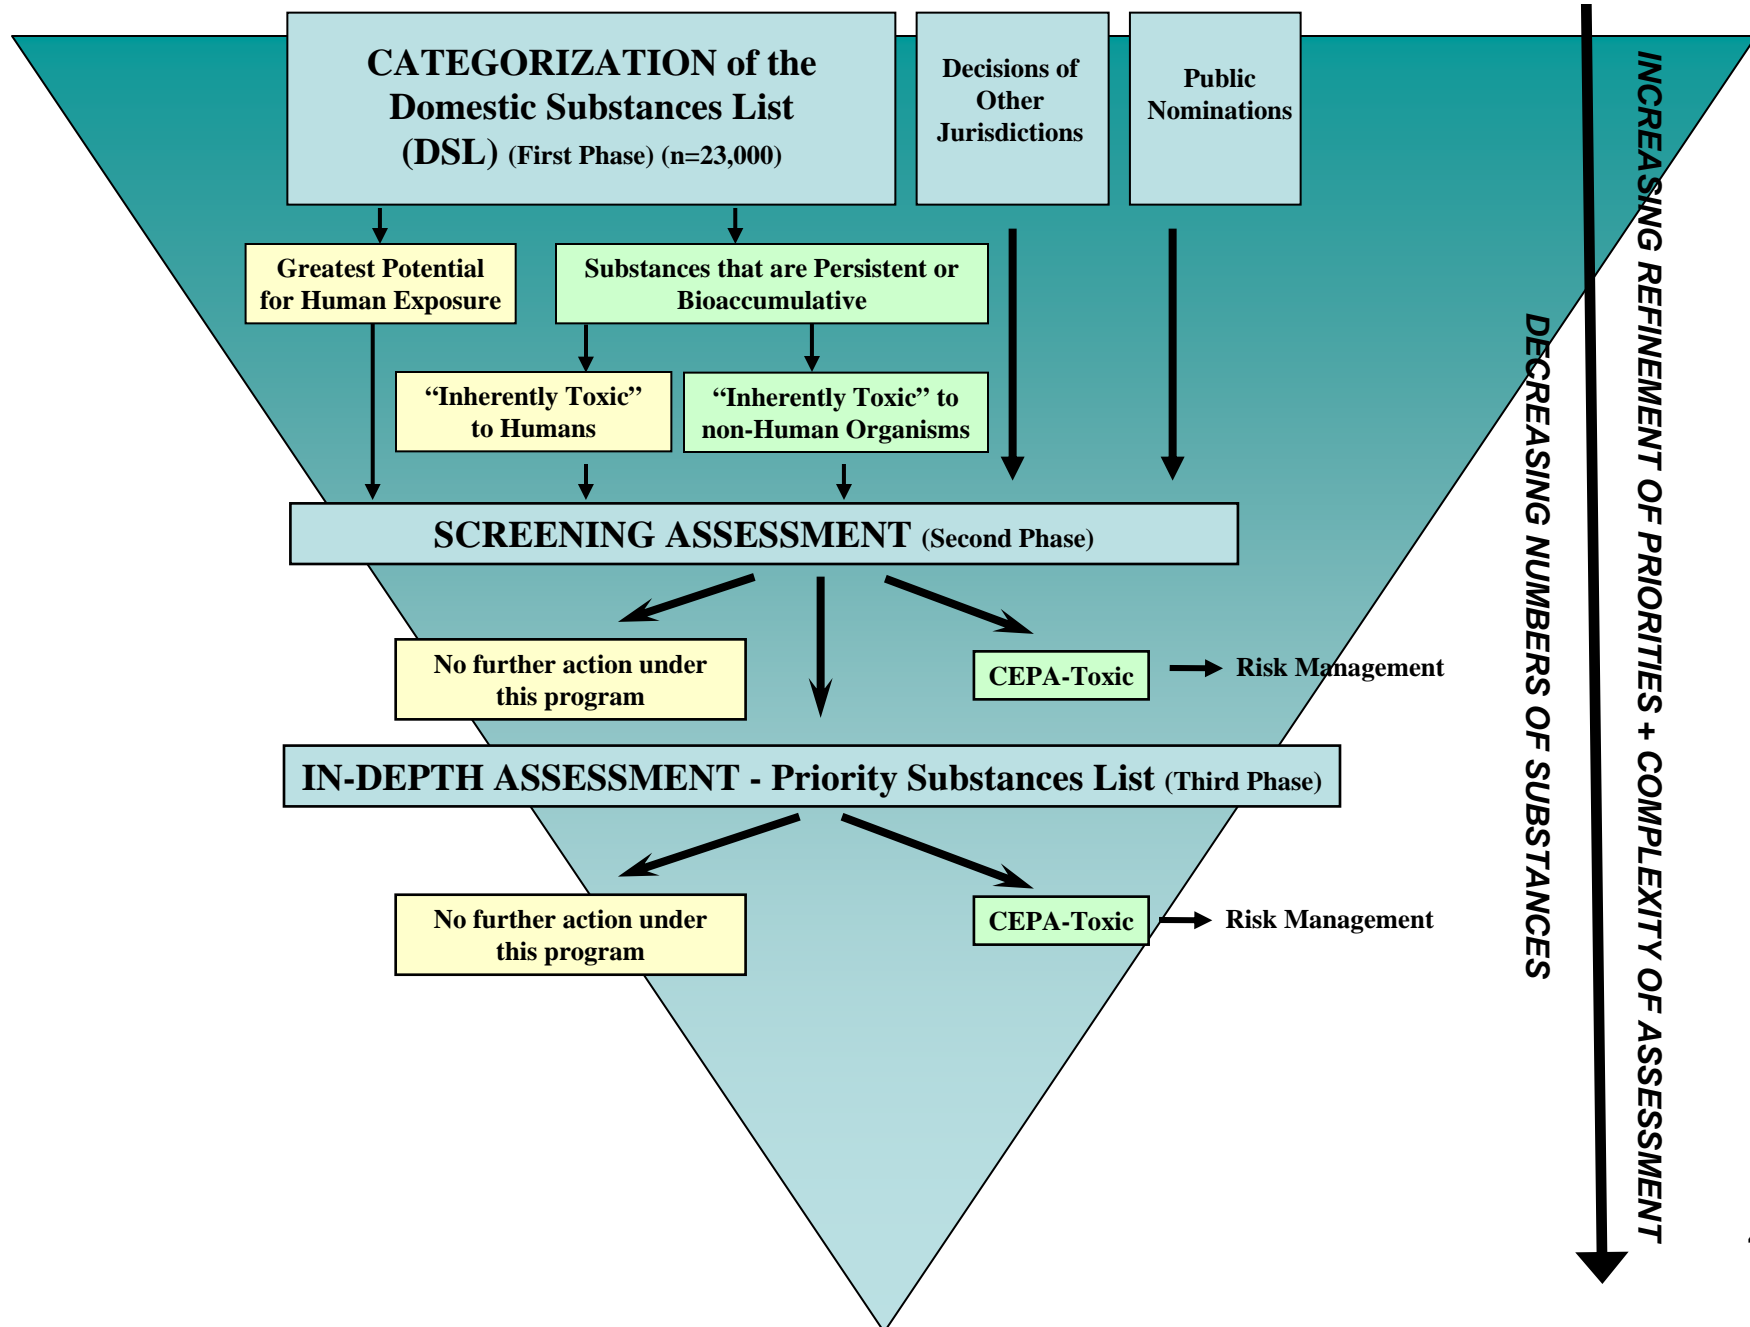 CATEGORIZATION of the
Domestic Substances List
(DSL) (First Phase) (n=23,000)
Decisions of
Other
Jurisdictions
Public
Nominations
Greatest Potential
for Human Exposure
Substances that are Persistent or
Bioaccumulative
“Inherently Toxic”
to Humans
“Inherently Toxic” to
non-Human Organisms
SCREENING ASSESSMENT (Second Phase)
No further action under
this program
CEPA-Toxic
Risk Management
IN-DEPTH ASSESSMENT - Priority Substances List (Third Phase)
No further action under
this program
CEPA-Toxic
Risk Management
DECREASING NUMBERS OF SUBSTANCES
INCREASING REFINEMENT OF PRIORITIES + COMPLEXITY OF ASSESSMENT